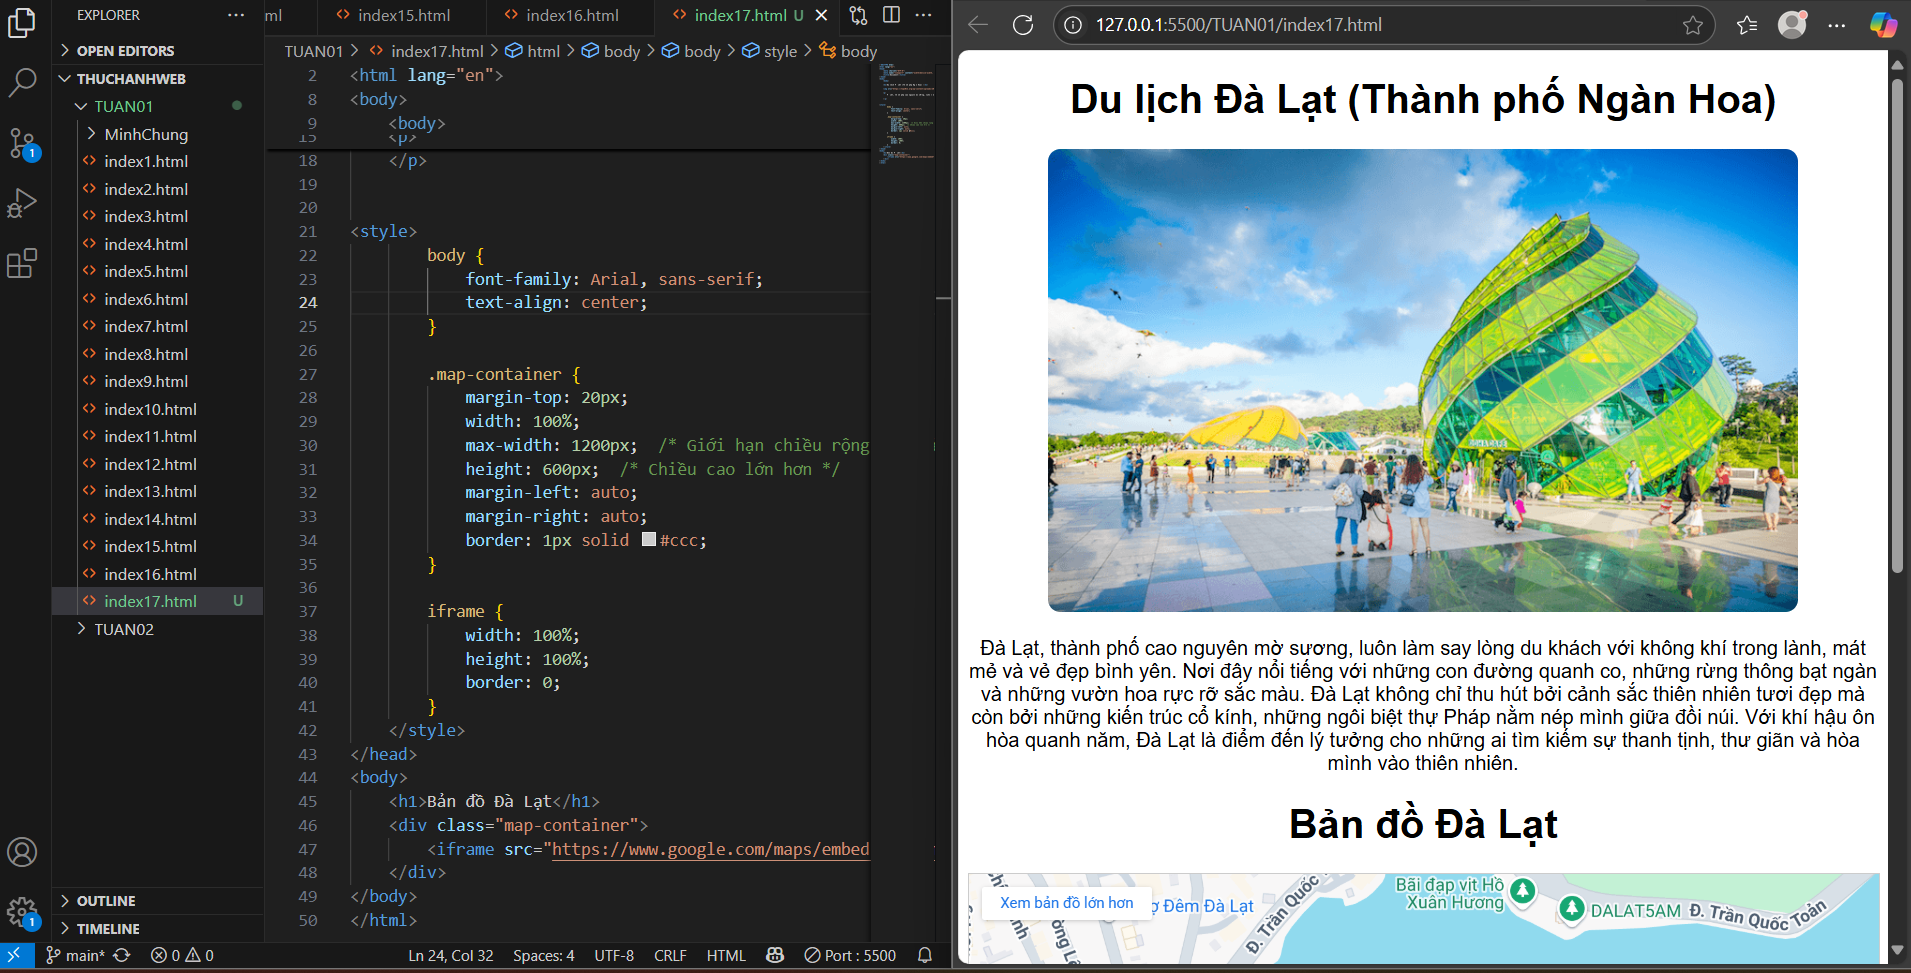 EXPLORER
OPEN EDITORS
THUCHANHWEB
TUAN01
MinhChung
index1.html
index2.html
index3.html
index4.html
index5.html
index6.html
index7.html
index8.html
index9.html
index10.html
index11.html
index12.html
index13.html
index14.html
index15.html
index16.html
index17.html U
TUAN02
OUTLINE
TIMELINE
1
1
ml index15.html index16.html index17.html U
TUAN01 > index17.html > html > body > body > style > body
2 <html lang="en">
8 <body>
9 <body>
15 <p>
18 </p>
19
20
21 <style>
22 body {
23 font-family: Arial, sans-serif;
24 text-align: center;
25 }
26
27 .map-container {
28 margin-top: 20px;
29 width: 100%;
30 max-width: 1200px; /* Giới hạn chiều rộng
31 height: 600px; /* Chiều cao lớn hơn */
32 margin-left: auto;
33 margin-right: auto;
34 border: 1px solid #ccc;
35 }
36
37 iframe {
38 width: 100%;
39 height: 100%;
40 border: 0;
41 }
42 </style>
43 </head>
44 <body>
45 <h1>Bản đồ Đà Lạt</h1>
46 <div class="map-container">
47 <iframe src="https://www.google.com/maps/embed
48 </div>
49 </body>
50 </html>
main* 0 0 Ln 24, Col 32 Spaces: 4 UTF-8 CRLF HTML Port : 5500
127.0.0.1:5500/TUAN01/index17.html
Du lịch Đà Lạt (Thành phố Ngàn Hoa)
Đà Lạt, thành phố cao nguyên mờ sương, luôn làm say lòng du khách với không khí trong lành, mát
mẻ và vẻ đẹp bình yên. Nơi đây nổi tiếng với những con đường quanh co, những rừng thông bạt ngàn
và những vườn hoa rực rỡ sắc màu. Đà Lạt không chỉ thu hút bởi cảnh sắc thiên nhiên tươi đẹp mà
còn bởi những kiến trúc cổ kính, những ngôi biệt thự Pháp nằm nép mình giữa đồi núi. Với khí hậu ôn
hòa quanh năm, Đà Lạt là điểm đến lý tưởng cho những ai tìm kiếm sự thanh tịnh, thư giãn và hòa
mình vào thiên nhiên.
Bản đồ Đà Lạt
Xem bản đồ lớn hơn
ợ Đêm Đà Lạt
Đ. Trần Quốc T
Bãi đạp vịt Hồ
Xuân Hương
DALAT5AM
Đ. Trần Quốc Toản